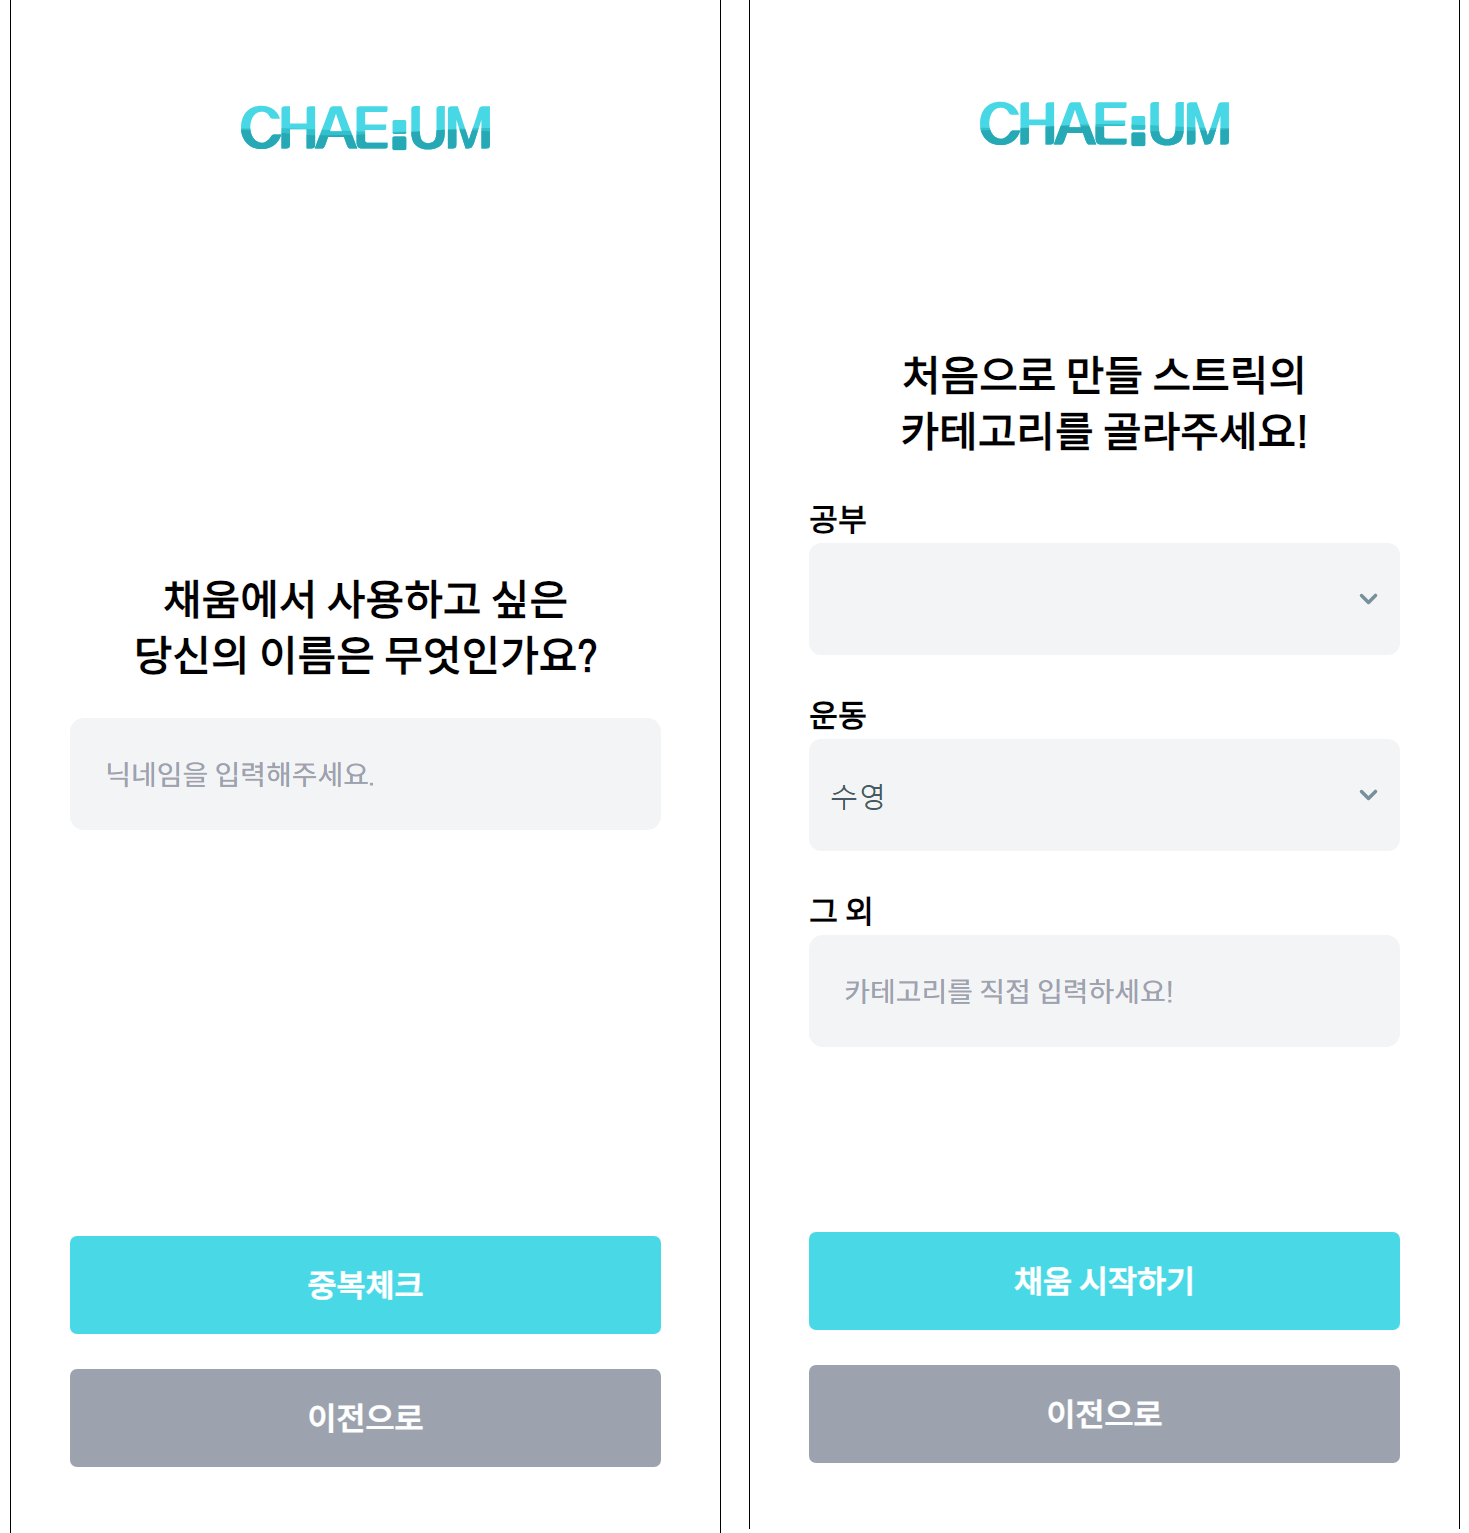 CHAE:UM
채움에서 사용하고 싶은
당신의 이름은 무엇인가요?
닉네임을 입력해주세요.
중복체크
이전으로
CHAE:UM
처음으로 만들 스트릭의
카테고리를 골라주세요!
공부
운동
수영
그 외
카테고리를 직접 입력하세요!
채움 시작하기
이전으로